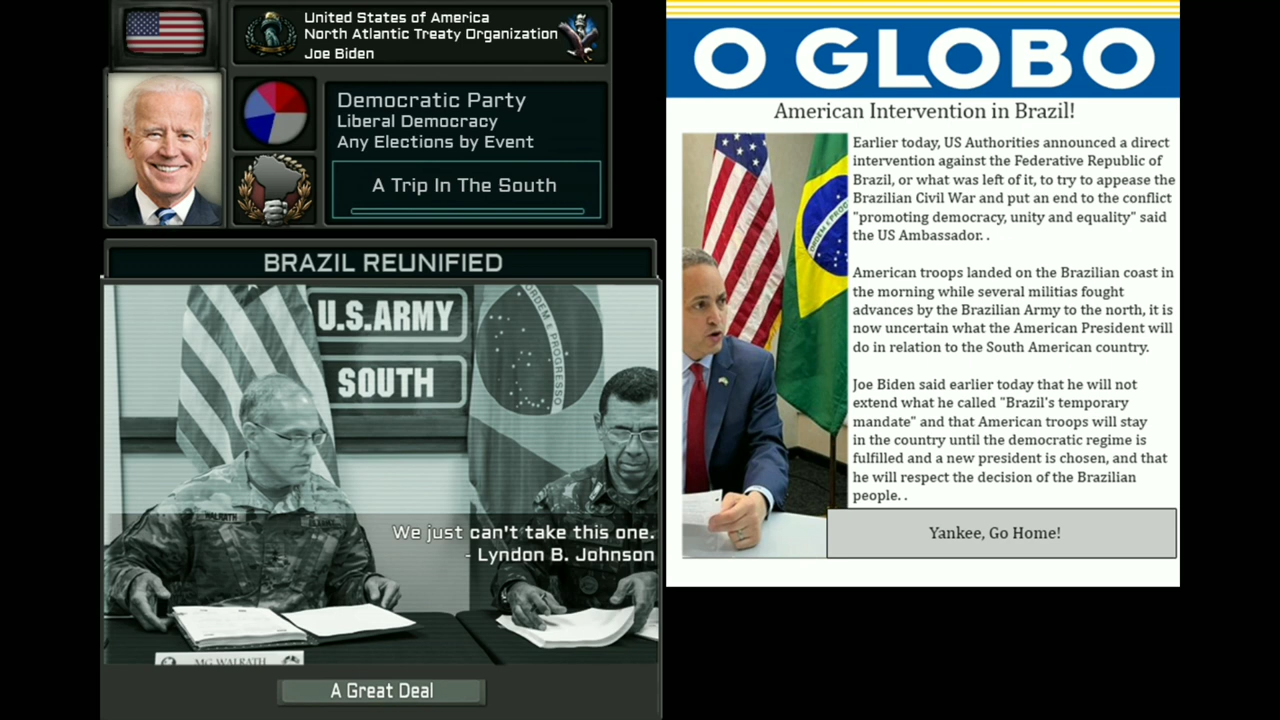 United States of America
North Atlantic Treaty Organization
Joe Biden
Democratic Party
Liberal Democracy
Any Elections by Event
A Trip In The South
BRAZIL REUNIFIED
U.S.ARMY
SOUTH
ORDEM E PROGRESSO
WALRATH
We just can't take this one.
- Lyndon B. Johnson
MG WALRATH
A Great Deal
O GLOBO
American Intervention in Brazil!
ORDEM E PROG
Earlier today, US Authorities announced a direct
intervention against the Federative Republic of
Brazil, or what was left of it, to try to appease the
Brazilian Civil War and put an end to the conflict
"promoting democracy, unity and equality" said
the US Ambassador. .
American troops landed on the Brazilian coast in
the morning while several militias fought
advances by the Brazilian Army to the north, it is
now uncertain what the American President will
do in relation to the South American country.
Joe Biden said earlier today that he will not
extend what he called "Brazil's temporary
mandate" and that American troops will stay
in the country until the democratic regime is
fulfilled and a new president is chosen, and that
he will respect the decision of the Brazilian
people. .
Yankee, Go Home!